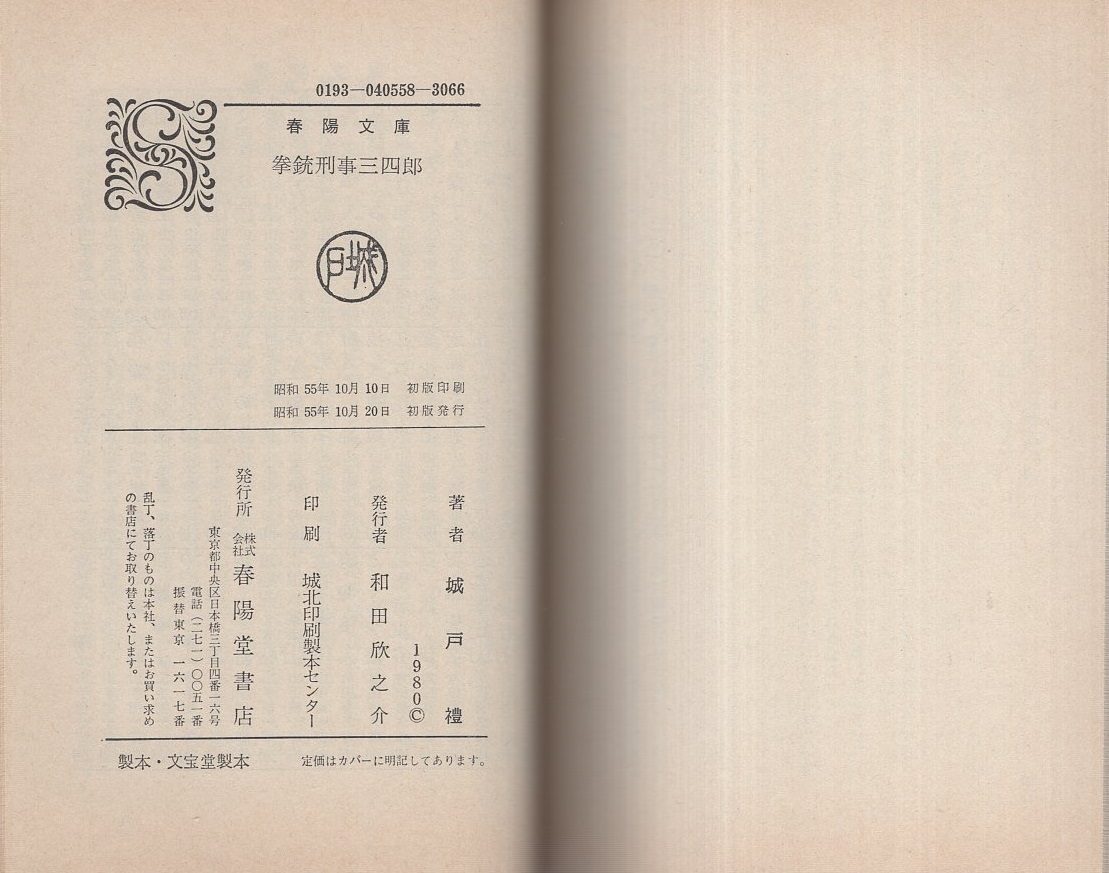 0193—040558—3066
春陽文庫
拳銃刑事三四郎
城戸
昭和 55年 10月 10日 初版印刷
昭和 55年 10月 20日 初版発行
著者 城戸禮
1980©
発行者 和田欣之介
印刷 城北印刷製本センター
発行所 株式会社 春陽堂書店
東京都中央区日本橋三丁目四番一六号
電話(二七一)〇〇五一番
振替東京 一六一七番
乱丁、落丁のものは本社、またはお買い求め
の書店にてお取り替えいたします。
製本・文宝堂製本
定価はカバーに明記してあります。